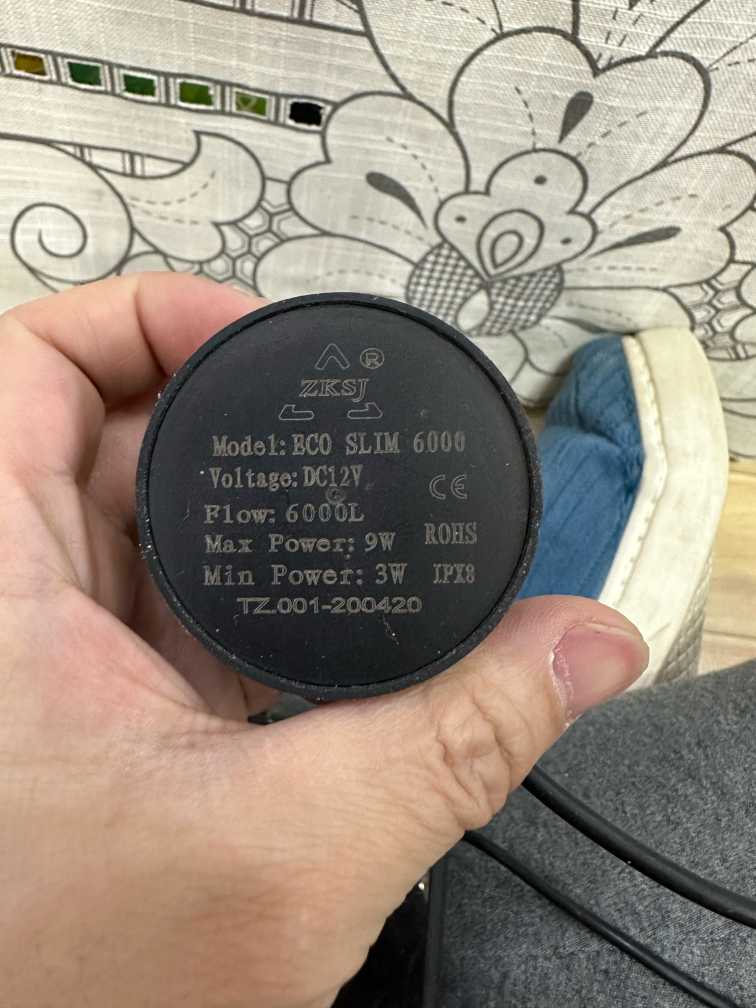 ®
ZKSJ
Model: ECO SLIM 6000
Voltage: DC12V
CE
Flow: 6000L
ROHS
Max Power: 9W
Min Power: 3W
IPX8
TZ.001-200420